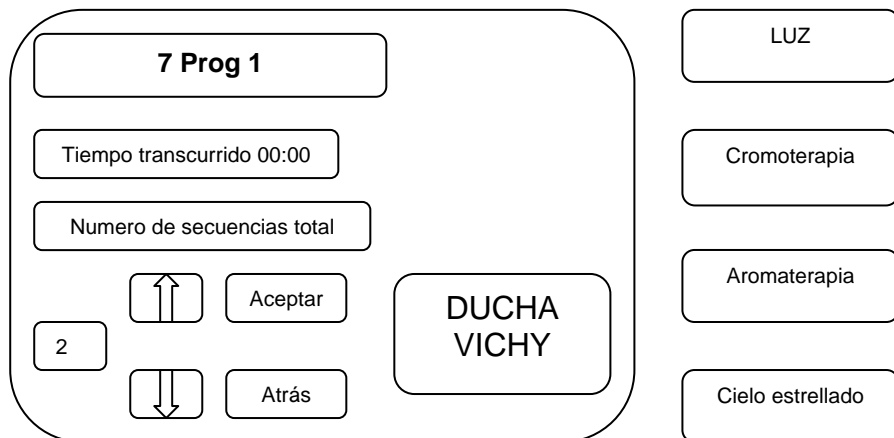 7 Prog 1
Tiempo transcurrido 00:00
Numero de secuencias total
Aceptar
2
Atrás
DUCHA
VICHY
LUZ
Cromoterapia
Aromaterapia
Cielo estrellado